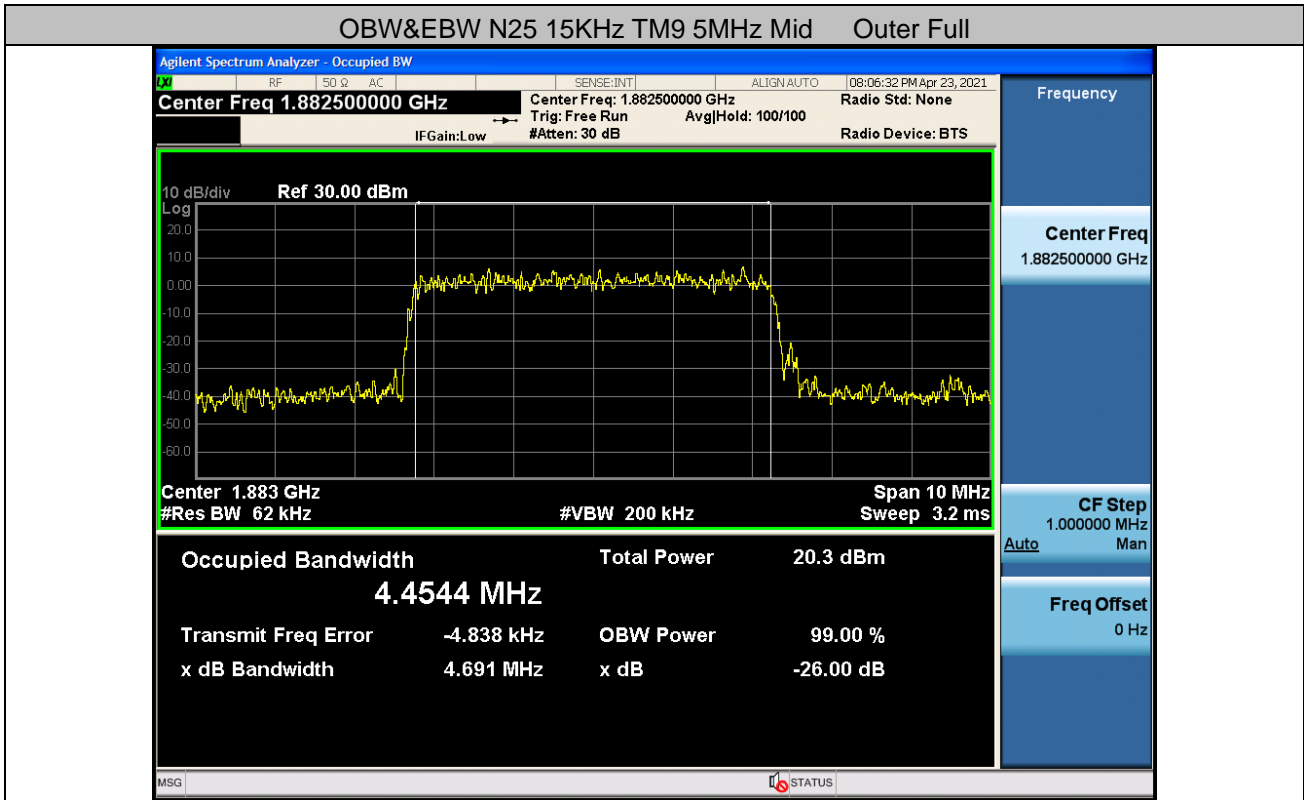 OBW&EBW N25 15KHz TM9 5MHz Mid Outer Full
Agilent Spectrum Analyzer - Occupied BW
LXI RF 50 Ω AC SENSE:INT ALIGN AUTO 08:06:32 PM Apr 23, 2021
Center Freq 1.882500000 GHz
Center Freq: 1.882500000 GHz
Radio Std: None
Trig: Free Run Avg|Hold: 100/100
IFGain:Low #Atten: 30 dB Radio Device: BTS
10 dB/div Ref 30.00 dBm
Log
20.0
10.0
0.00
-10.0
-20.0
-30.0
-40.0
-50.0
-60.0
Center 1.883 GHz Span 10 MHz
#Res BW 62 kHz #VBW 200 kHz Sweep 3.2 ms
Occupied Bandwidth Total Power 20.3 dBm
4.4544 MHz
Transmit Freq Error -4.838 kHz OBW Power 99.00 %
x dB Bandwidth 4.691 MHz x dB -26.00 dB
MSG STATUS
Frequency
Center Freq
1.882500000 GHz
CF Step
1.000000 MHz
Auto Man
Freq Offset
0 Hz